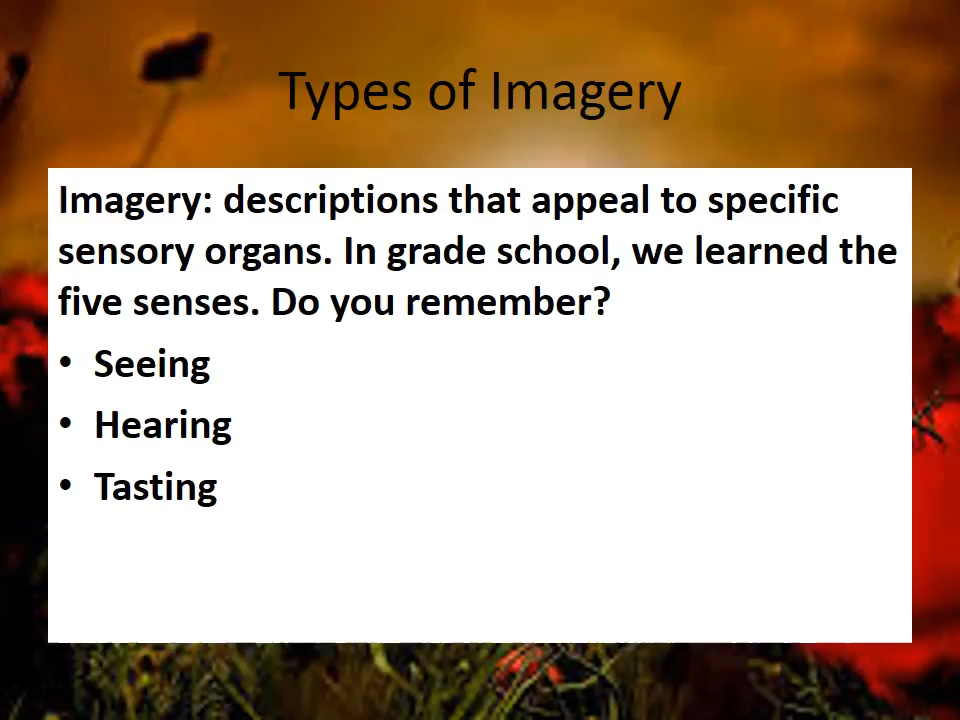 Types of Imagery
Imagery: descriptions that appeal to specific
sensory organs. In grade school, we learned the
five senses. Do you remember?
• Seeing
• Hearing
• Tasting